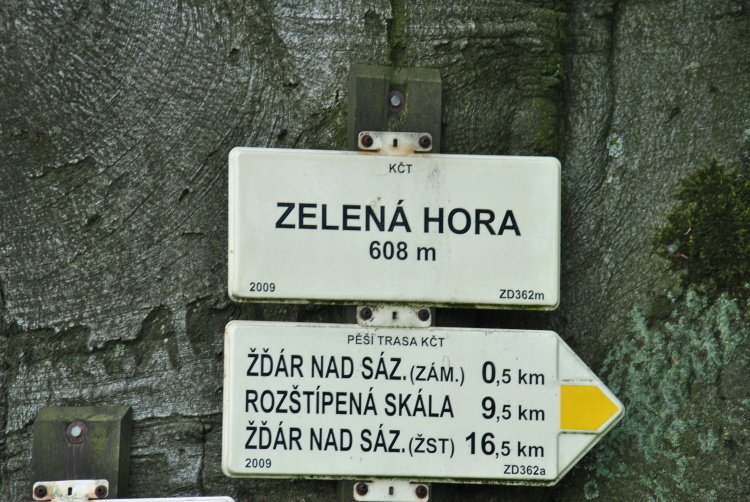 KČT
ZELENÁ HORA
608 m
2009 ZD362m
PĚŠÍ TRASA KČT
ŽĎÁR NAD SÁZ.(ZÁM.) 0,5 km
ROZŠTÍPENÁ SKÁLA 9,5 km
ŽĎÁR NAD SÁZ.(ŽST) 16,5 km
2009 ZD362a